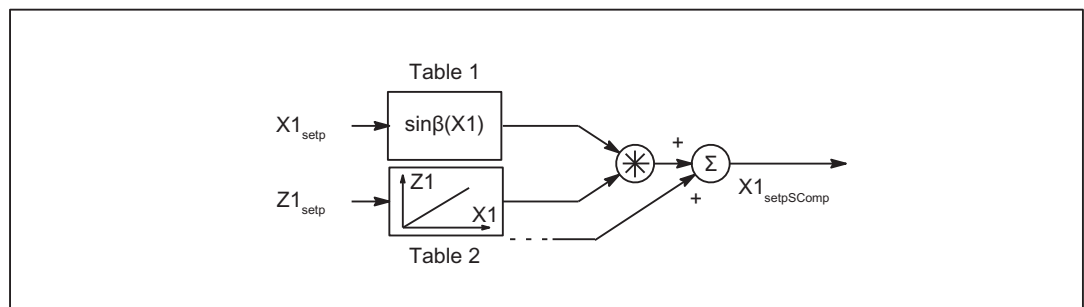 Table 1
X1setp
sinβ(X1)
+
Σ
X1setpSComp
+
Z1setp
Z1
X1
Table 2